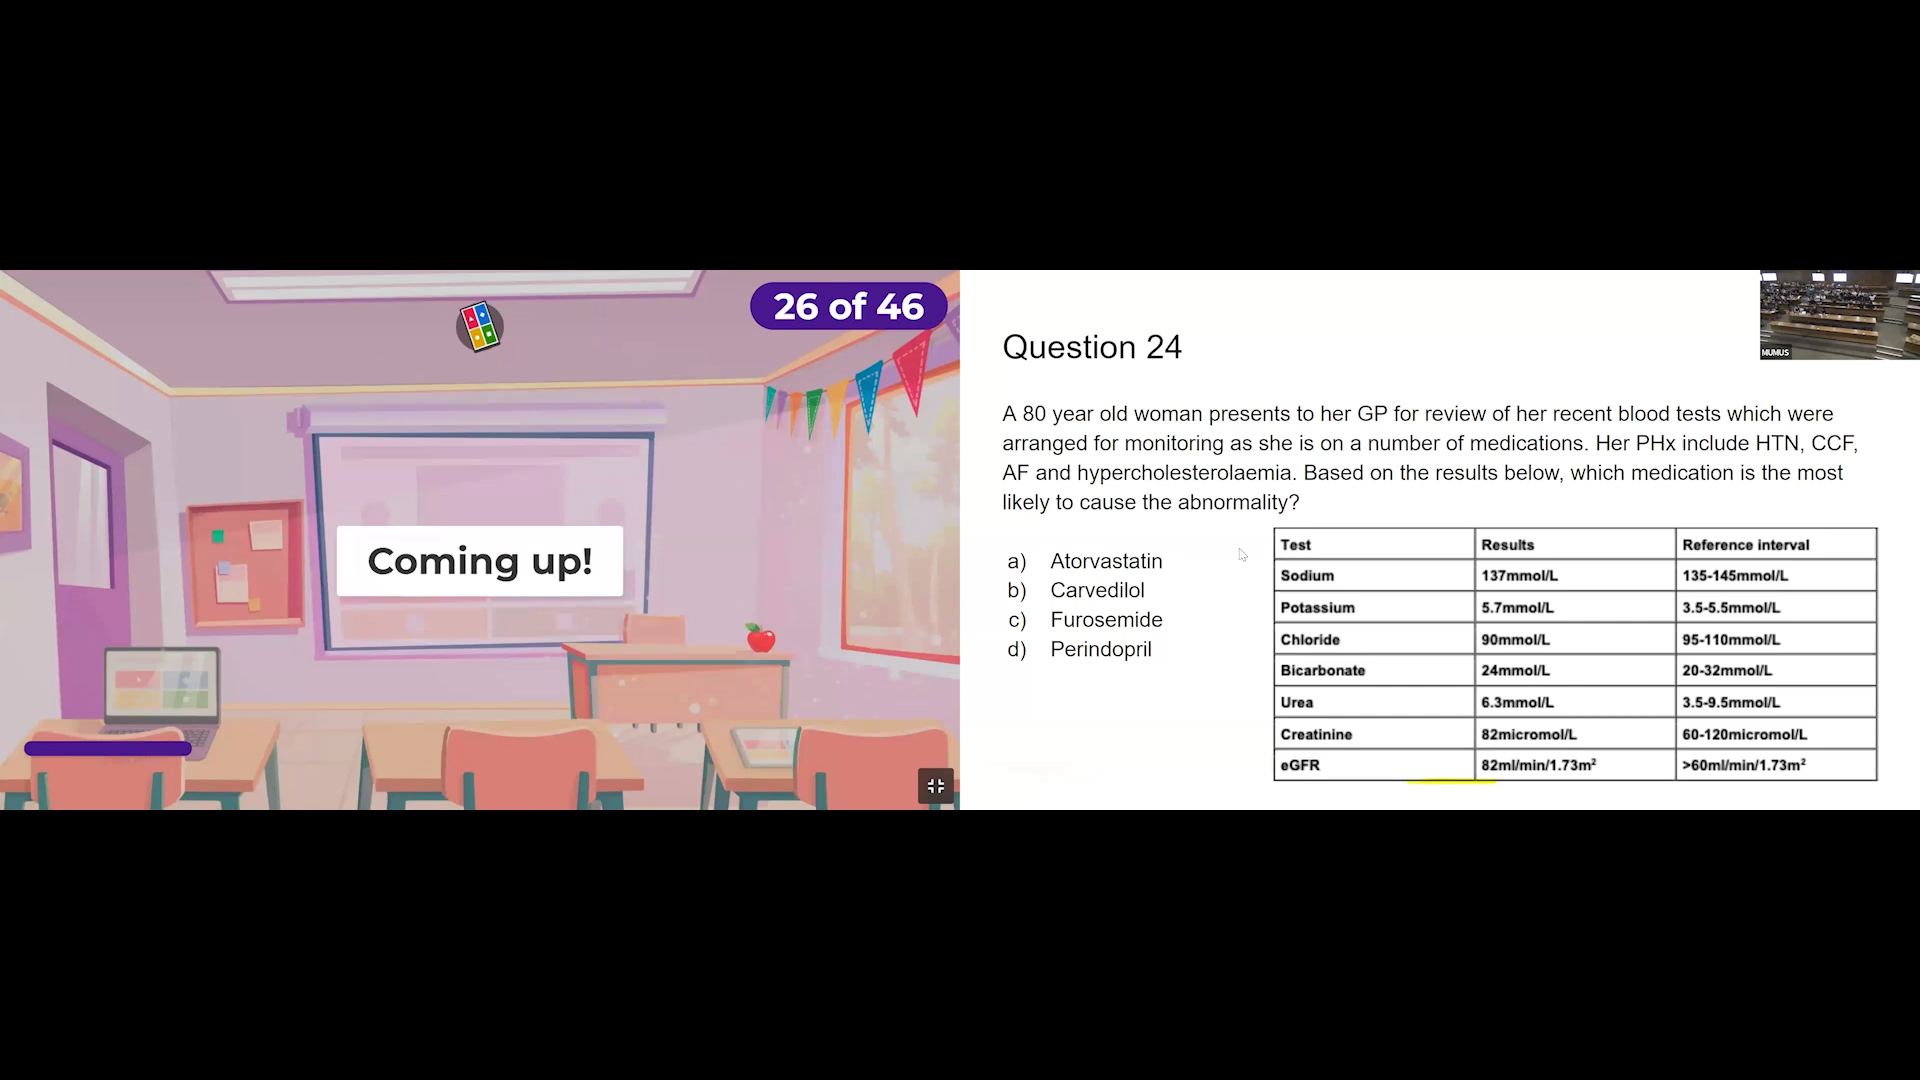 26 of 46
Coming up!
MUMUS
Question 24
A 80 year old woman presents to her GP for review of her recent blood tests which were
arranged for monitoring as she is on a number of medications. Her PHx include HTN, CCF,
AF and hypercholesterolaemia. Based on the results below, which medication is the most
likely to cause the abnormality?
a) Atorvastatin
b) Carvedilol
c) Furosemide
d) Perindopril
Test Results Reference interval
Sodium 137mmol/L 135-145mmol/L
Potassium 5.7mmol/L 3.5-5.5mmol/L
Chloride 90mmol/L 95-110mmol/L
Bicarbonate 24mmol/L 20-32mmol/L
Urea 6.3mmol/L 3.5-9.5mmol/L
Creatinine 82micromol/L 60-120micromol/L
eGFR 82ml/min/1.73m² >60ml/min/1.73m²